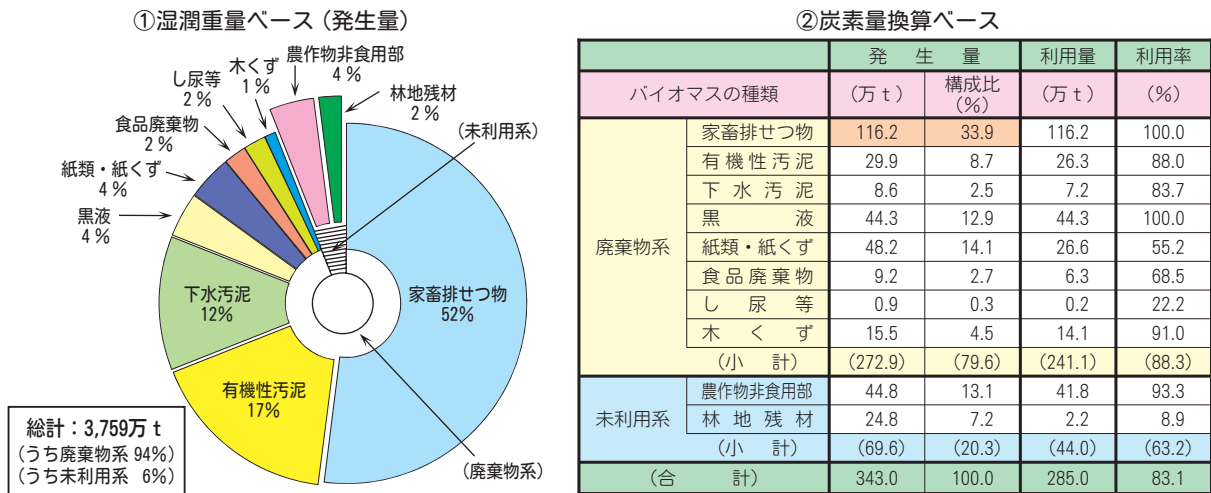 ①湿潤重量ベース（発生量）
木くず
1％
農作物非食用部
4％
し尿等
2％
林地残材
2％
食品廃棄物
2％
（未利用系）
紙類・紙くず
4％
黒液
4％
下水汚泥
12％
家畜排せつ物
52％
有機性汚泥
17％
（廃棄物系）
総計：3,759万ｔ
（うち廃棄物系 94％）
（うち未利用系 6％）
②炭素量換算ベース
発生量 利用量 利用率
バイオマスの種類 （万ｔ） 構成比（％） （万ｔ） （％）
廃棄物系
家畜排せつ物 116.2 33.9 116.2 100.0
有機性汚泥 29.9 8.7 26.3 88.0
下水汚泥 8.6 2.5 7.2 83.7
黒液 44.3 12.9 44.3 100.0
紙類・紙くず 48.2 14.1 26.6 55.2
食品廃棄物 9.2 2.7 6.3 68.5
し尿等 0.9 0.3 0.2 22.2
木くず 15.5 4.5 14.1 91.0
（小計） (272.9) (79.6) (241.1) (88.3)
未利用系
農作物非食用部 44.8 13.1 41.8 93.3
林地残材 24.8 7.2 2.2 8.9
（小計） (69.6) (20.3) (44.0) (63.2)
（合計） 343.0 100.0 285.0 83.1